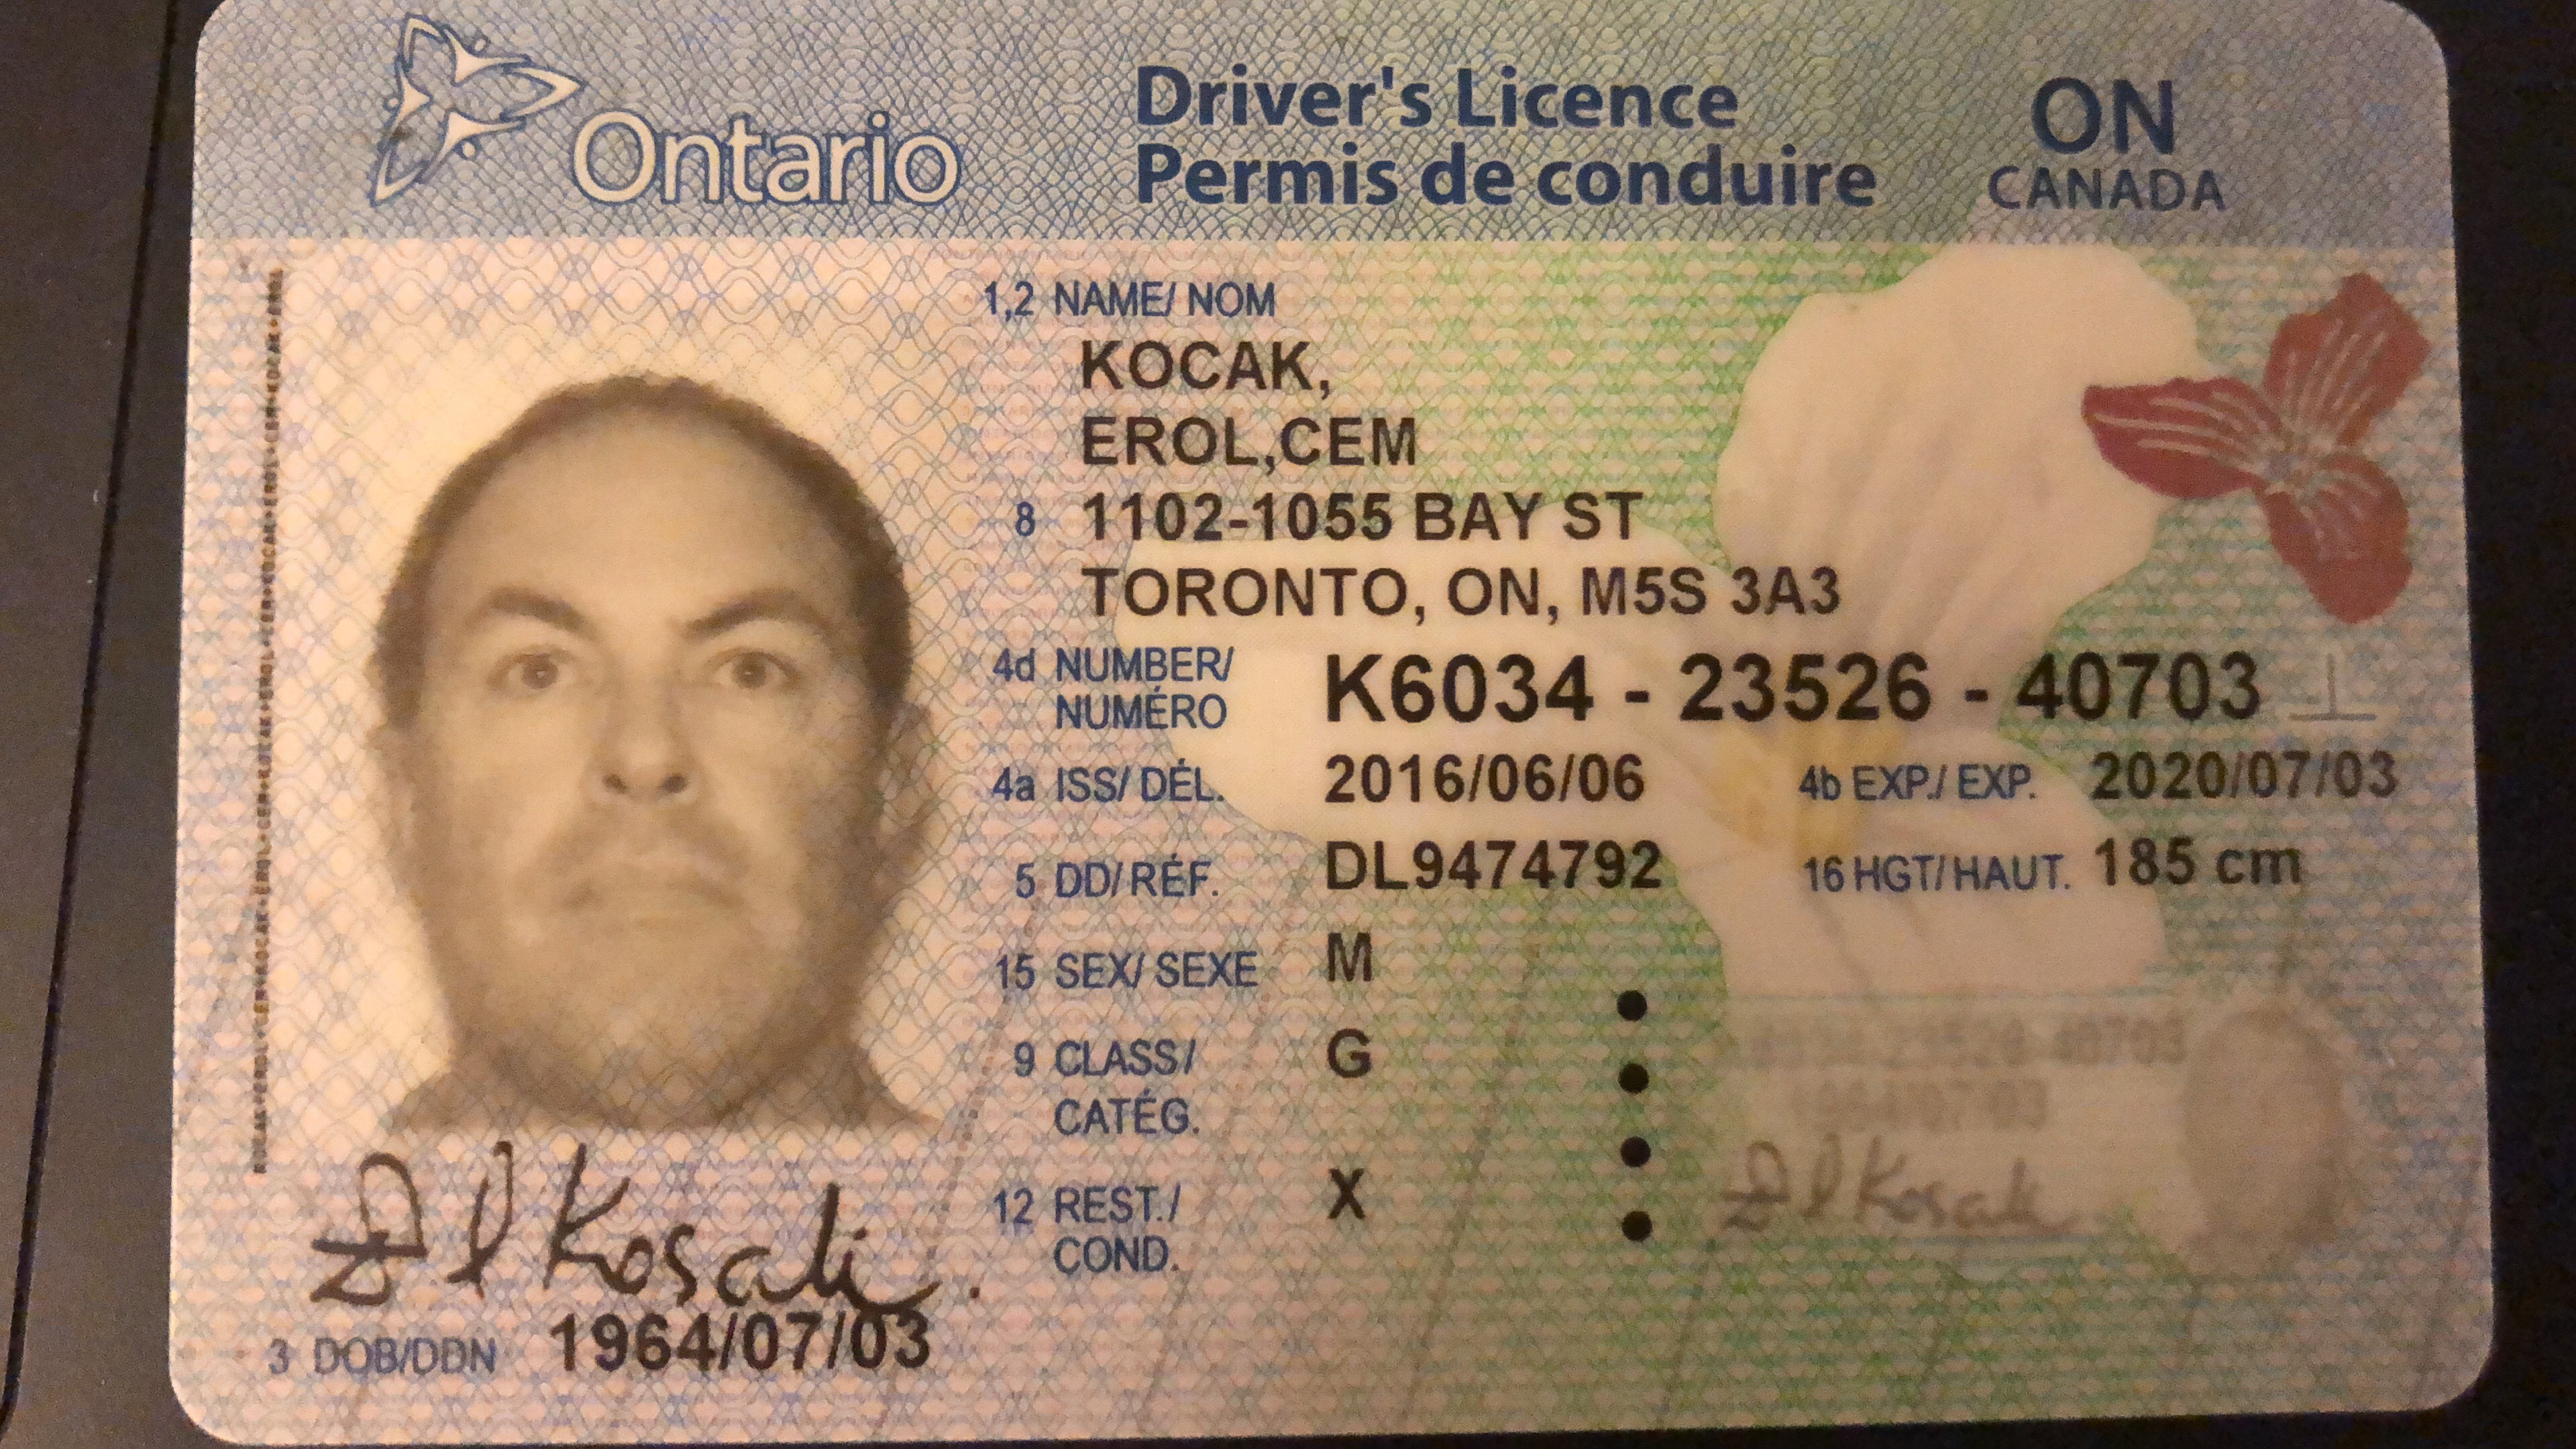 Ontario
Driver's Licence
Permis de conduire
ON
CANADA
1,2 NAME/ NOM
KOCAK,
EROL,CEM
8 1102-1055 BAY ST
TORONTO, ON, M5S 3A3
4d NUMBER/
NUMÉRO
K6034 - 23526 - 40703
4a ISS/ DÉL. 2016/06/06 4b EXP./ EXP. 2020/07/03
5 DD/ RÉF. DL9474792 16 HGT/ HAUT. 185 cm
15 SEX/ SEXE M
9 CLASS/
CATÉG.
G
12 REST./
COND.
X
3 DOB/DDN 1964/07/03